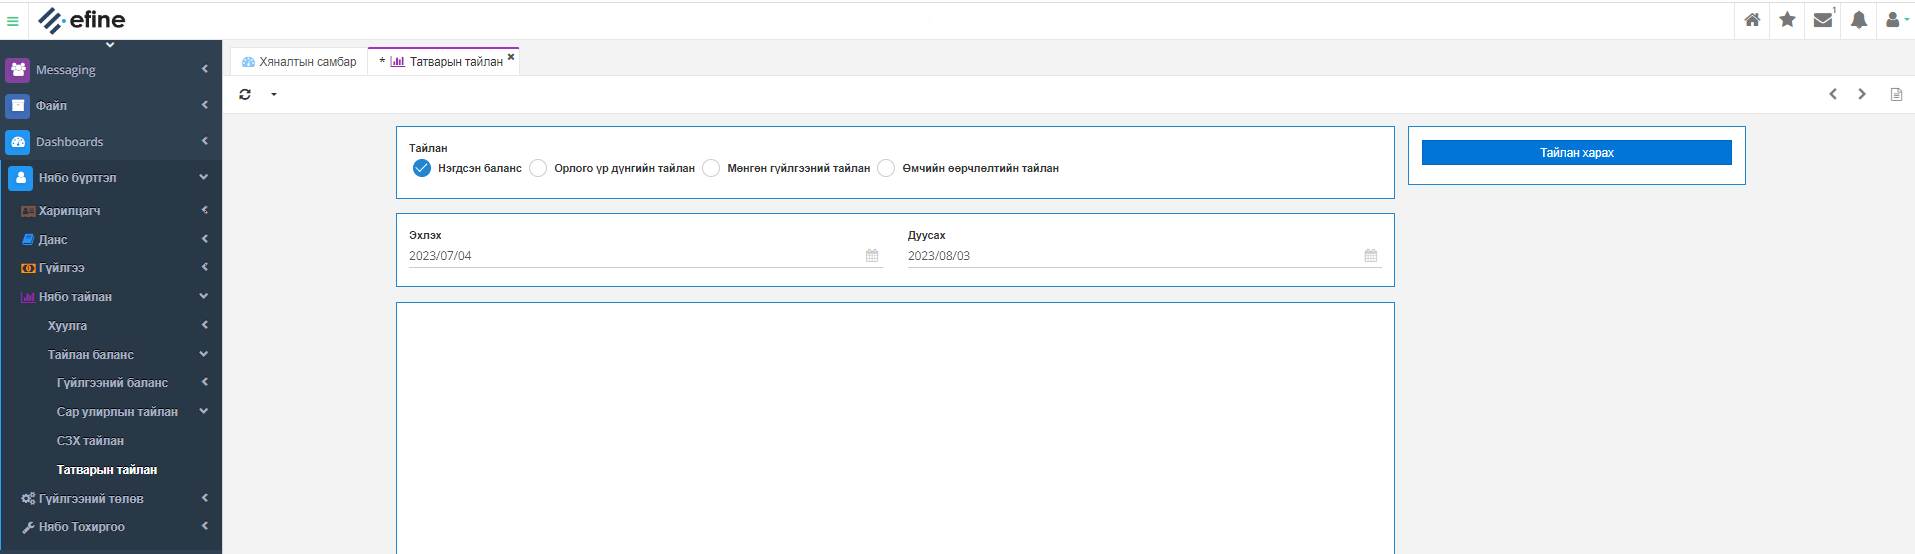 efine
1
Messaging
Файл
Dashboards
Нябо бүртгэл
Харилцагч
Данс
Гүйлгээ
Нябо тайлан
Хуулга
Тайлан баланс
Гүйлгээний баланс
Сар улирлын тайлан
СЗХ тайлан
Татварын тайлан
Гүйлгээний төлөв
Нябо Тохиргоо
Хяналтын самбар
* Татварын тайлан ×
Тайлан
Нэгдсэн баланс Орлого үр дүнгийн тайлан Мөнгөн гүйлгээний тайлан Өмчийн өөрчлөлтийн тайлан
Тайлан харах
Эхлэх Дуусах
2023/07/04 2023/08/03